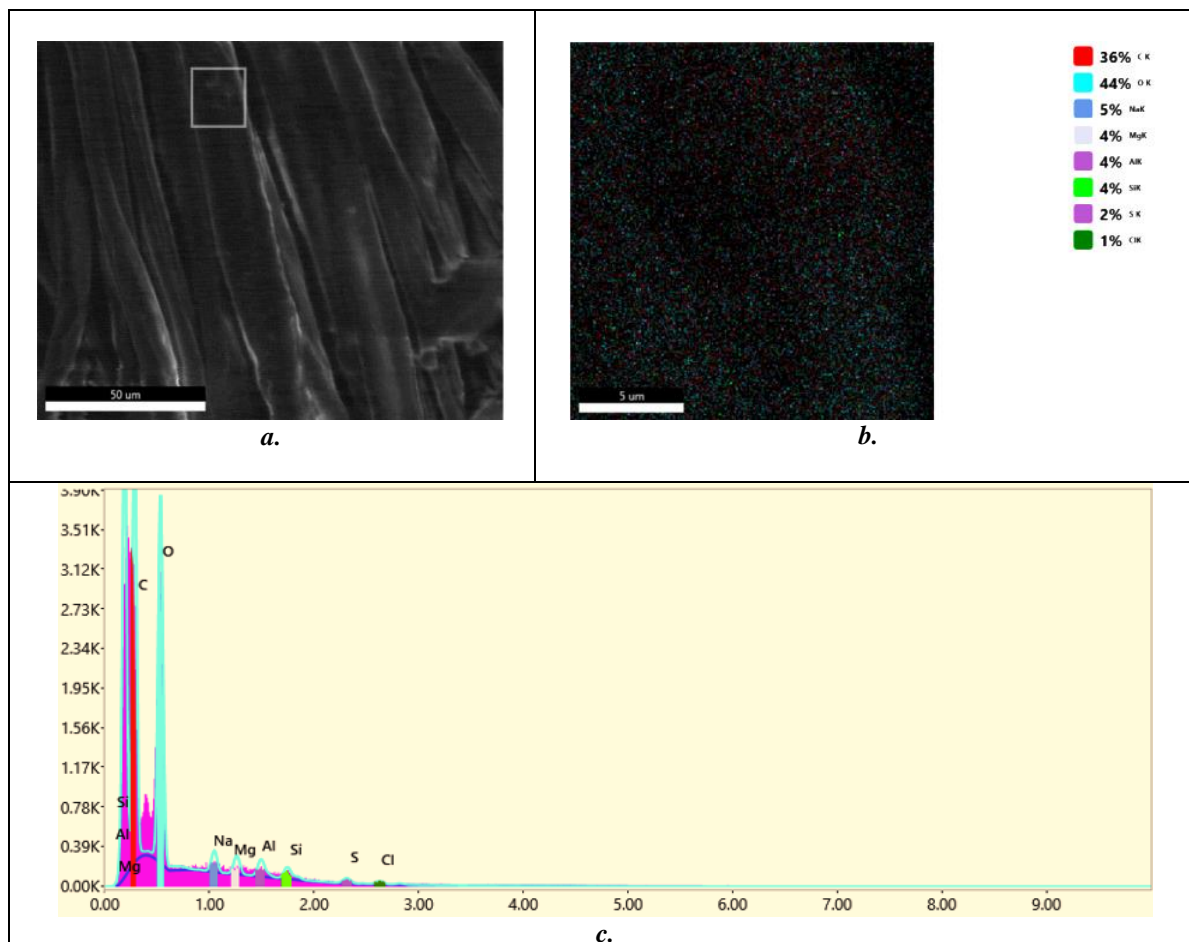 50 um
a.
5 um
b.
36% C K
44% O K
5% NaK
4% MgK
4% AlK
4% SiK
2% S K
1% ClK
3.90K
3.51K
3.12K
2.73K
2.34K
1.95K
1.56K
1.17K
0.78K
0.39K
0.00K
O
C
Si
Al
Mg
Na
Mg
Al
Si
S
Cl
0.00 1.00 2.00 3.00 4.00 5.00 6.00 7.00 8.00 9.00
c.